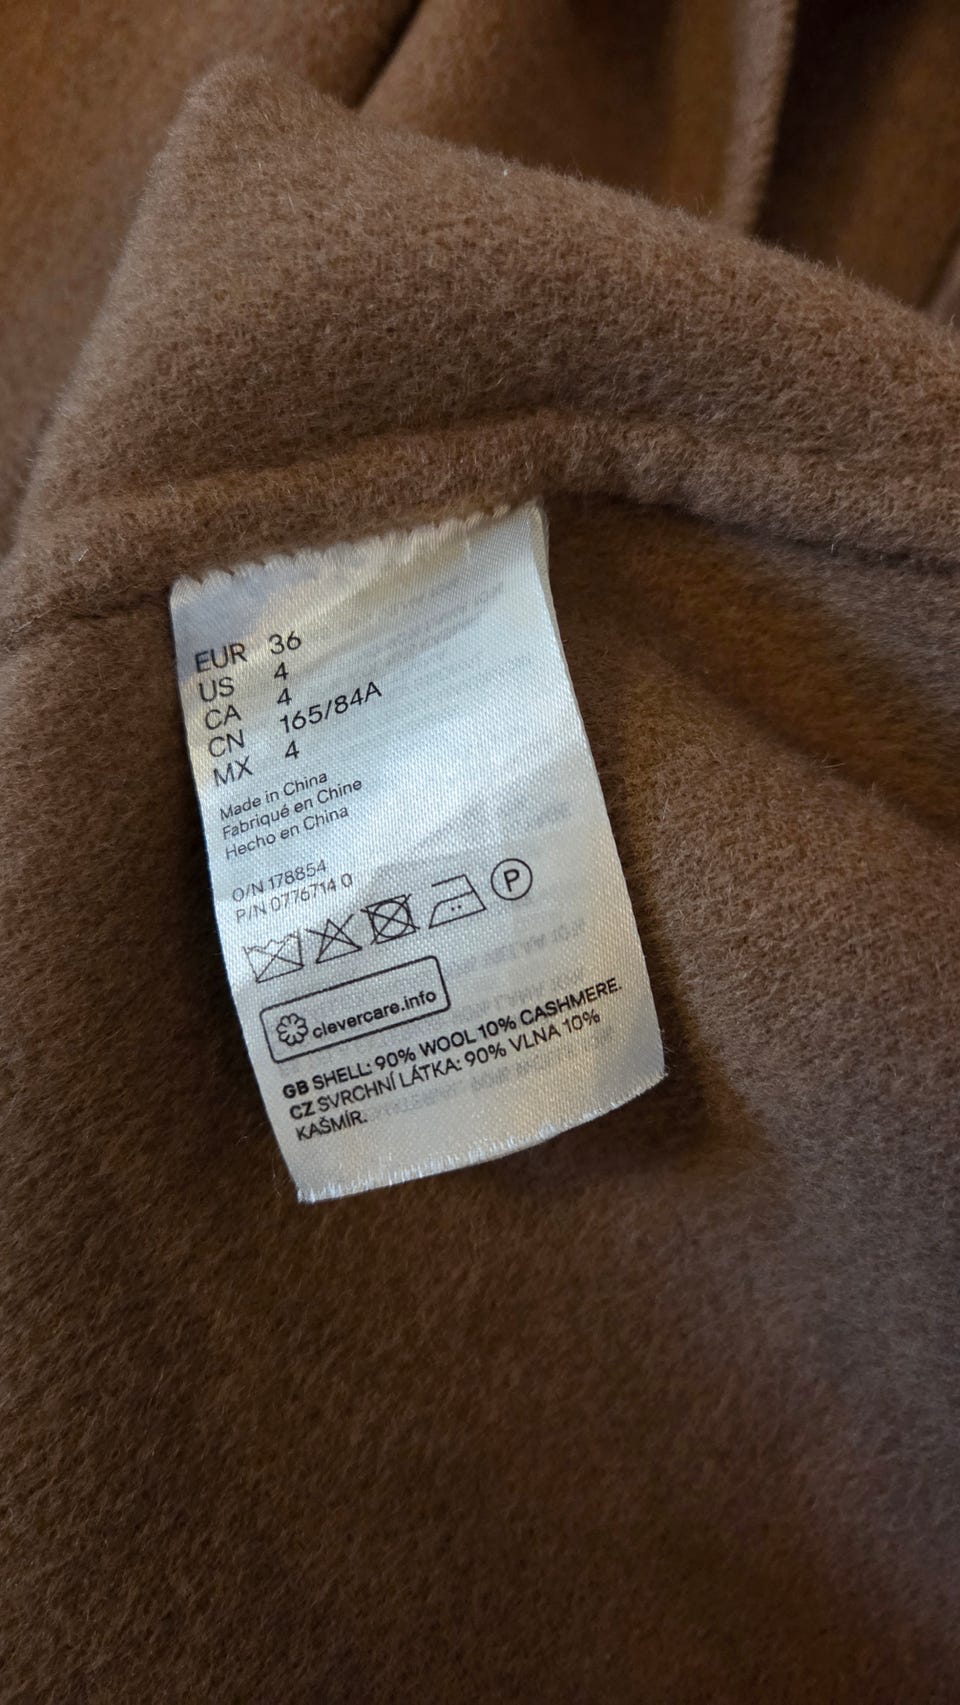 EUR 36
US 4
CA 4
CN 165/84A
MX 4
Made in China
Fabriqué en Chine
Hecho en China
O/N 178854
P/N 0776714 0
P
clevercare.info
GB SHELL: 90% WOOL 10% CASHMERE.
CZ SVRCHNÍ LÁTKA: 90% VLNA 10%
KAŠMÍR.